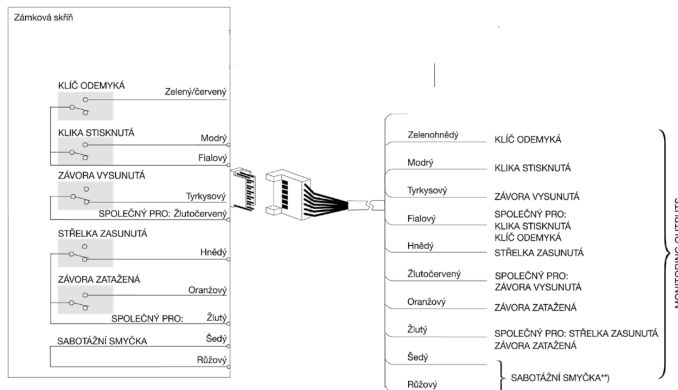 Zámková skříň
KLÍČ ODEMYKÁ
Zelený/červený
KLIKA STISKNUTÁ
Modrý
Fialový
ZÁVORA VYSUNUTÁ
Tyrkysový
SPOLEČNÝ PRO: Žlutočervený
STŘELKA ZASUNUTÁ
Hnědý
ZÁVORA ZATAŽENÁ
Oranžový
SPOLEČNÝ PRO: Žlutý
SABOTÁŽNÍ SMYČKA Šedý
Růžový
Zelenohnědý KLÍČ ODEMYKÁ
Modrý KLIKA STISKNUTÁ
Tyrkysový ZÁVORA VYSUNUTÁ
Fialový SPOLEČNÝ PRO:
KLIKA STISKNUTÁ
KLÍČ ODEMYKÁ
Hnědý STŘELKA ZASUNUTÁ
Žlutočervený SPOLEČNÝ PRO:
ZÁVORA VYSUNUTÁ
Oranžový ZÁVORA ZATAŽENÁ
Žlutý SPOLEČNÝ PRO: STŘELKA ZASUNUTÁ
ZÁVORA ZATAŽENÁ
Šedý
SABOTÁŽNÍ SMYČKA**)
Růžový
MONITORING OUTPUTS